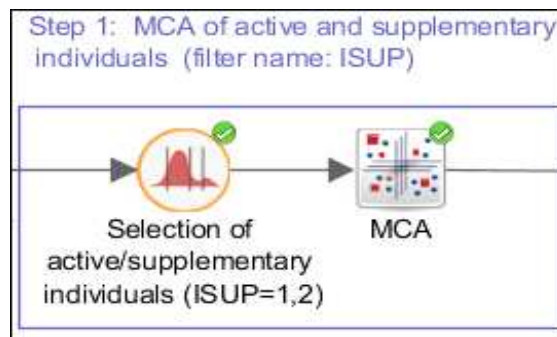 Step 1:  MCA of active and supplementary
individuals  (filter name: ISUP)
Selection of
active/supplementary
individuals (ISUP=1,2)
MCA